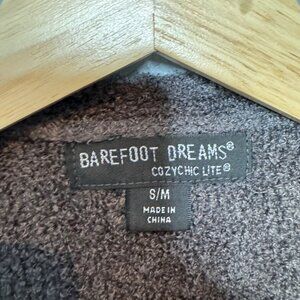 BAREFOOT DREAMS®
COZYCHIC LITE®
S/M
MADE IN
CHINA